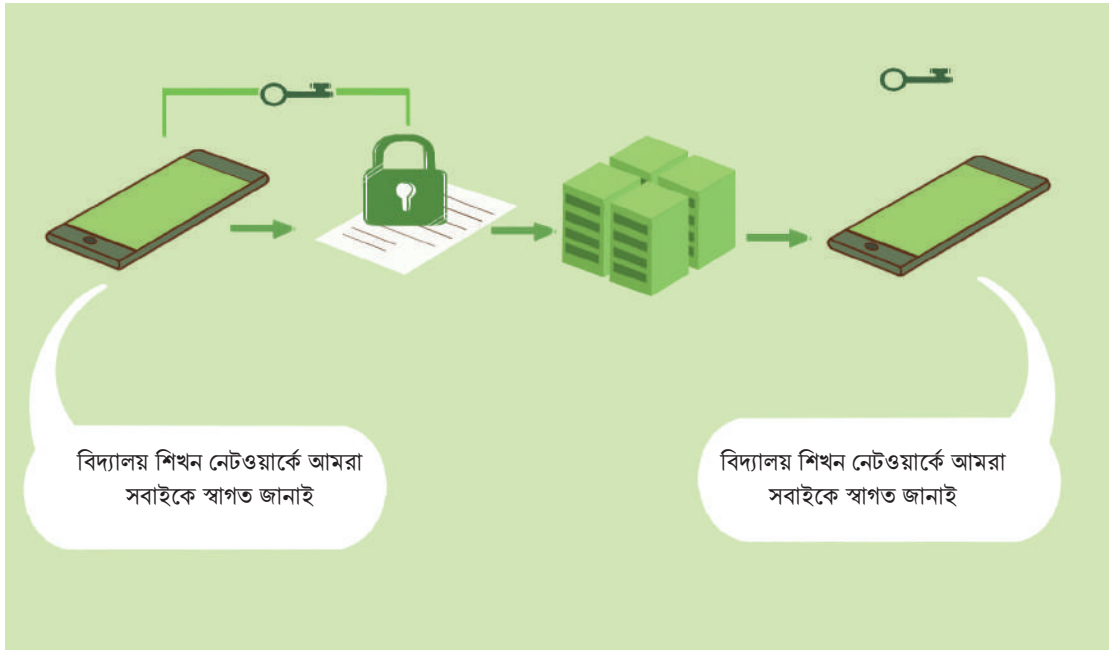 বিদ্যালয় শিখন নেটওয়ার্কে আমরা
সবাইকে স্বাগত জানাই
বিদ্যালয় শিখন নেটওয়ার্কে আমরা
সবাইকে স্বাগত জানাই